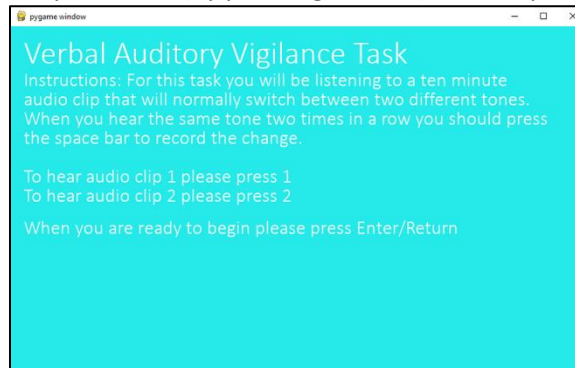 pygame window
Verbal Auditory Vigilance Task
Instructions: For this task you will be listening to a ten minute
audio clip that will normally switch between two different tones.
When you hear the same tone two times in a row you should press
the space bar to record the change.
To hear audio clip 1 please press 1
To hear audio clip 2 please press 2
When you are ready to begin please press Enter/Return